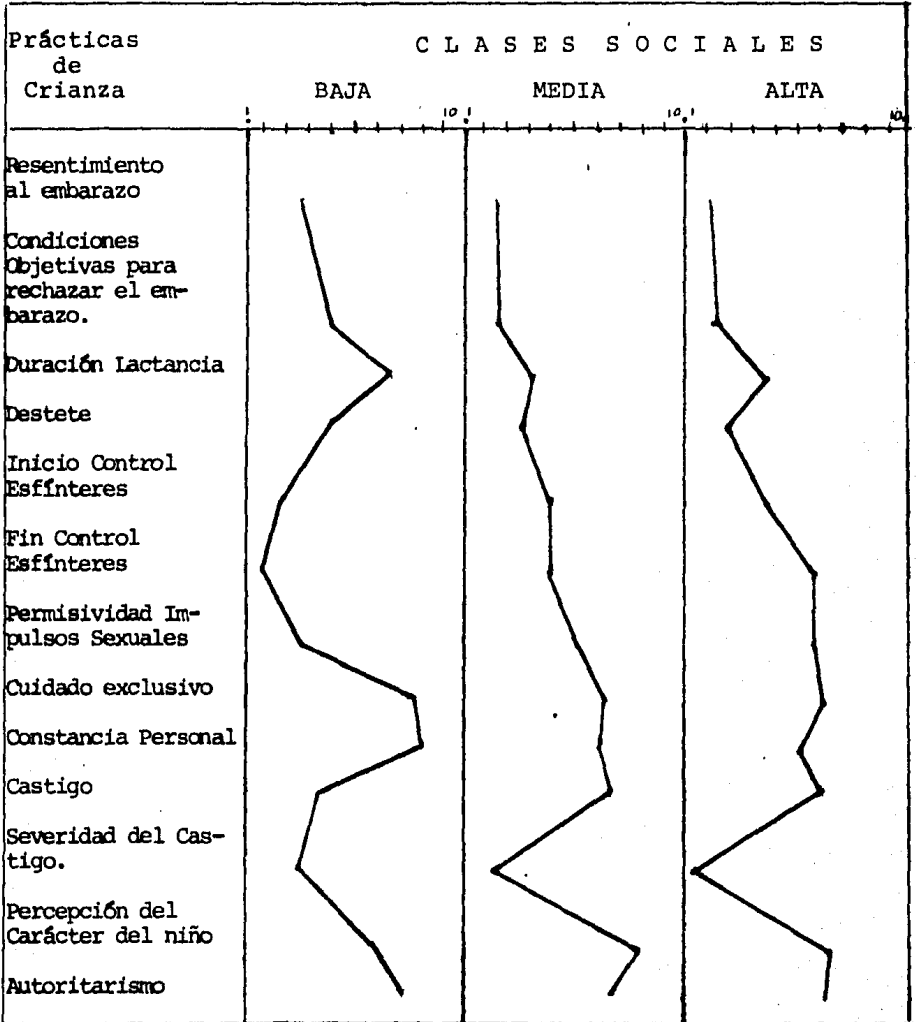 Prácticas
de
Crianza
C L A S E S S O C I A L E S
BAJA
MEDIA
ALTA
10
10
10
Resentimiento
al embarazo
Condiciones
Objetivas para
rechazar el em-
barazo.
Duración Lactancia
Destete
Inicio Control
Esfínteres
Fin Control
Esfínteres
Permisividad Im-
pulsos Sexuales
Cuidado exclusivo
Constancia Personal
Castigo
Severidad del Cas-
tigo.
Percepción del
Carácter del niño
Autoritarismo